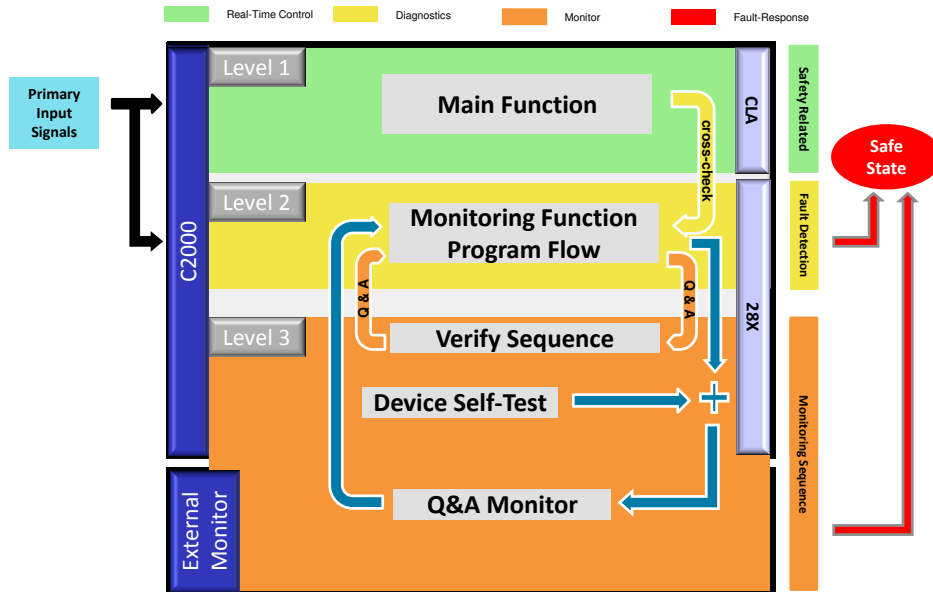 Real-Time Control
Diagnostics
Monitor
Fault-Response
Primary
Input
Signals
C2000
Level 1
Main Function
CLA
Safety Related
cross-check
Safe
State
Level 2
Monitoring Function
Program Flow
Fault Detection
Q & A
Q & A
28X
Level 3
Verify Sequence
Device Self-Test
Monitoring Sequence
External
Monitor
Q&A Monitor